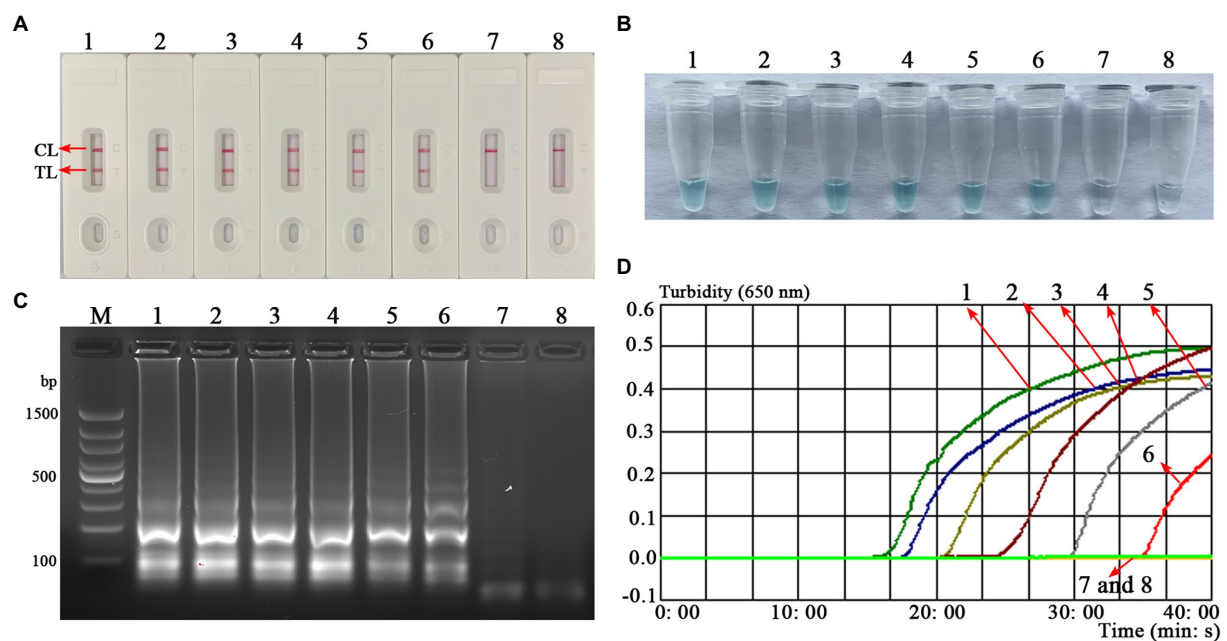 A
1 2 3 4 5 6 7 8
CL
TL
C
T
S
B
1 2 3 4 5 6 7 8
C
M 1 2 3 4 5 6 7 8
bp
1500
500
100
D
Turbidity (650 nm)
1 2 3 4 5
0.6
0.5
0.4
0.3
0.2
0.1
0.0
-0.1
6
7 and 8
0: 00 10: 00 20: 00 30: 00 40: 00
Time (min: s)